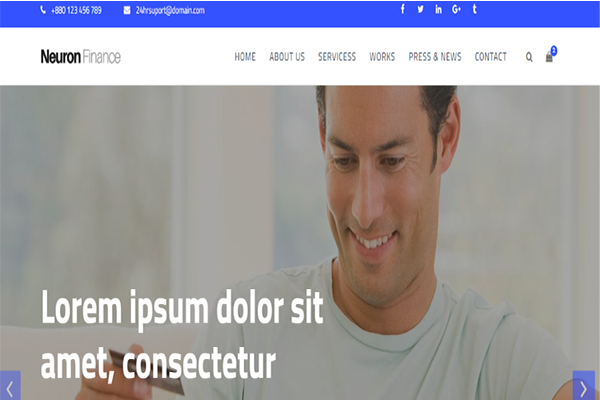 +880 123 456 789 24hrsuport@domain.com
Neuron Finance HOME ABOUT US SERVICESS WORKS PRESS & NEWS CONTACT 2
Lorem ipsum dolor sit
amet, consectetur